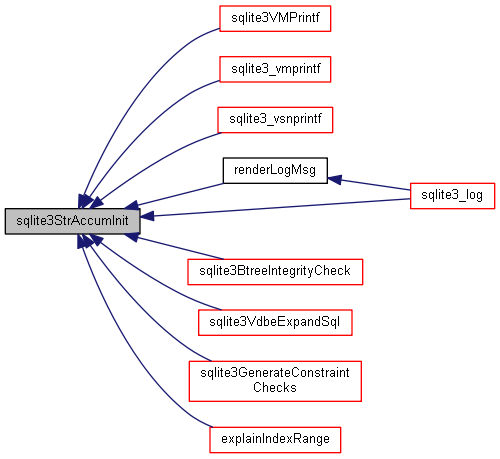 sqlite3VMPrintf
sqlite3_vmprintf
sqlite3_vsnprintf
renderLogMsg
sqlite3_log
sqlite3StrAccumInit
sqlite3BtreeIntegrityCheck
sqlite3VdbeExpandSql
sqlite3GenerateConstraint
Checks
explainIndexRange